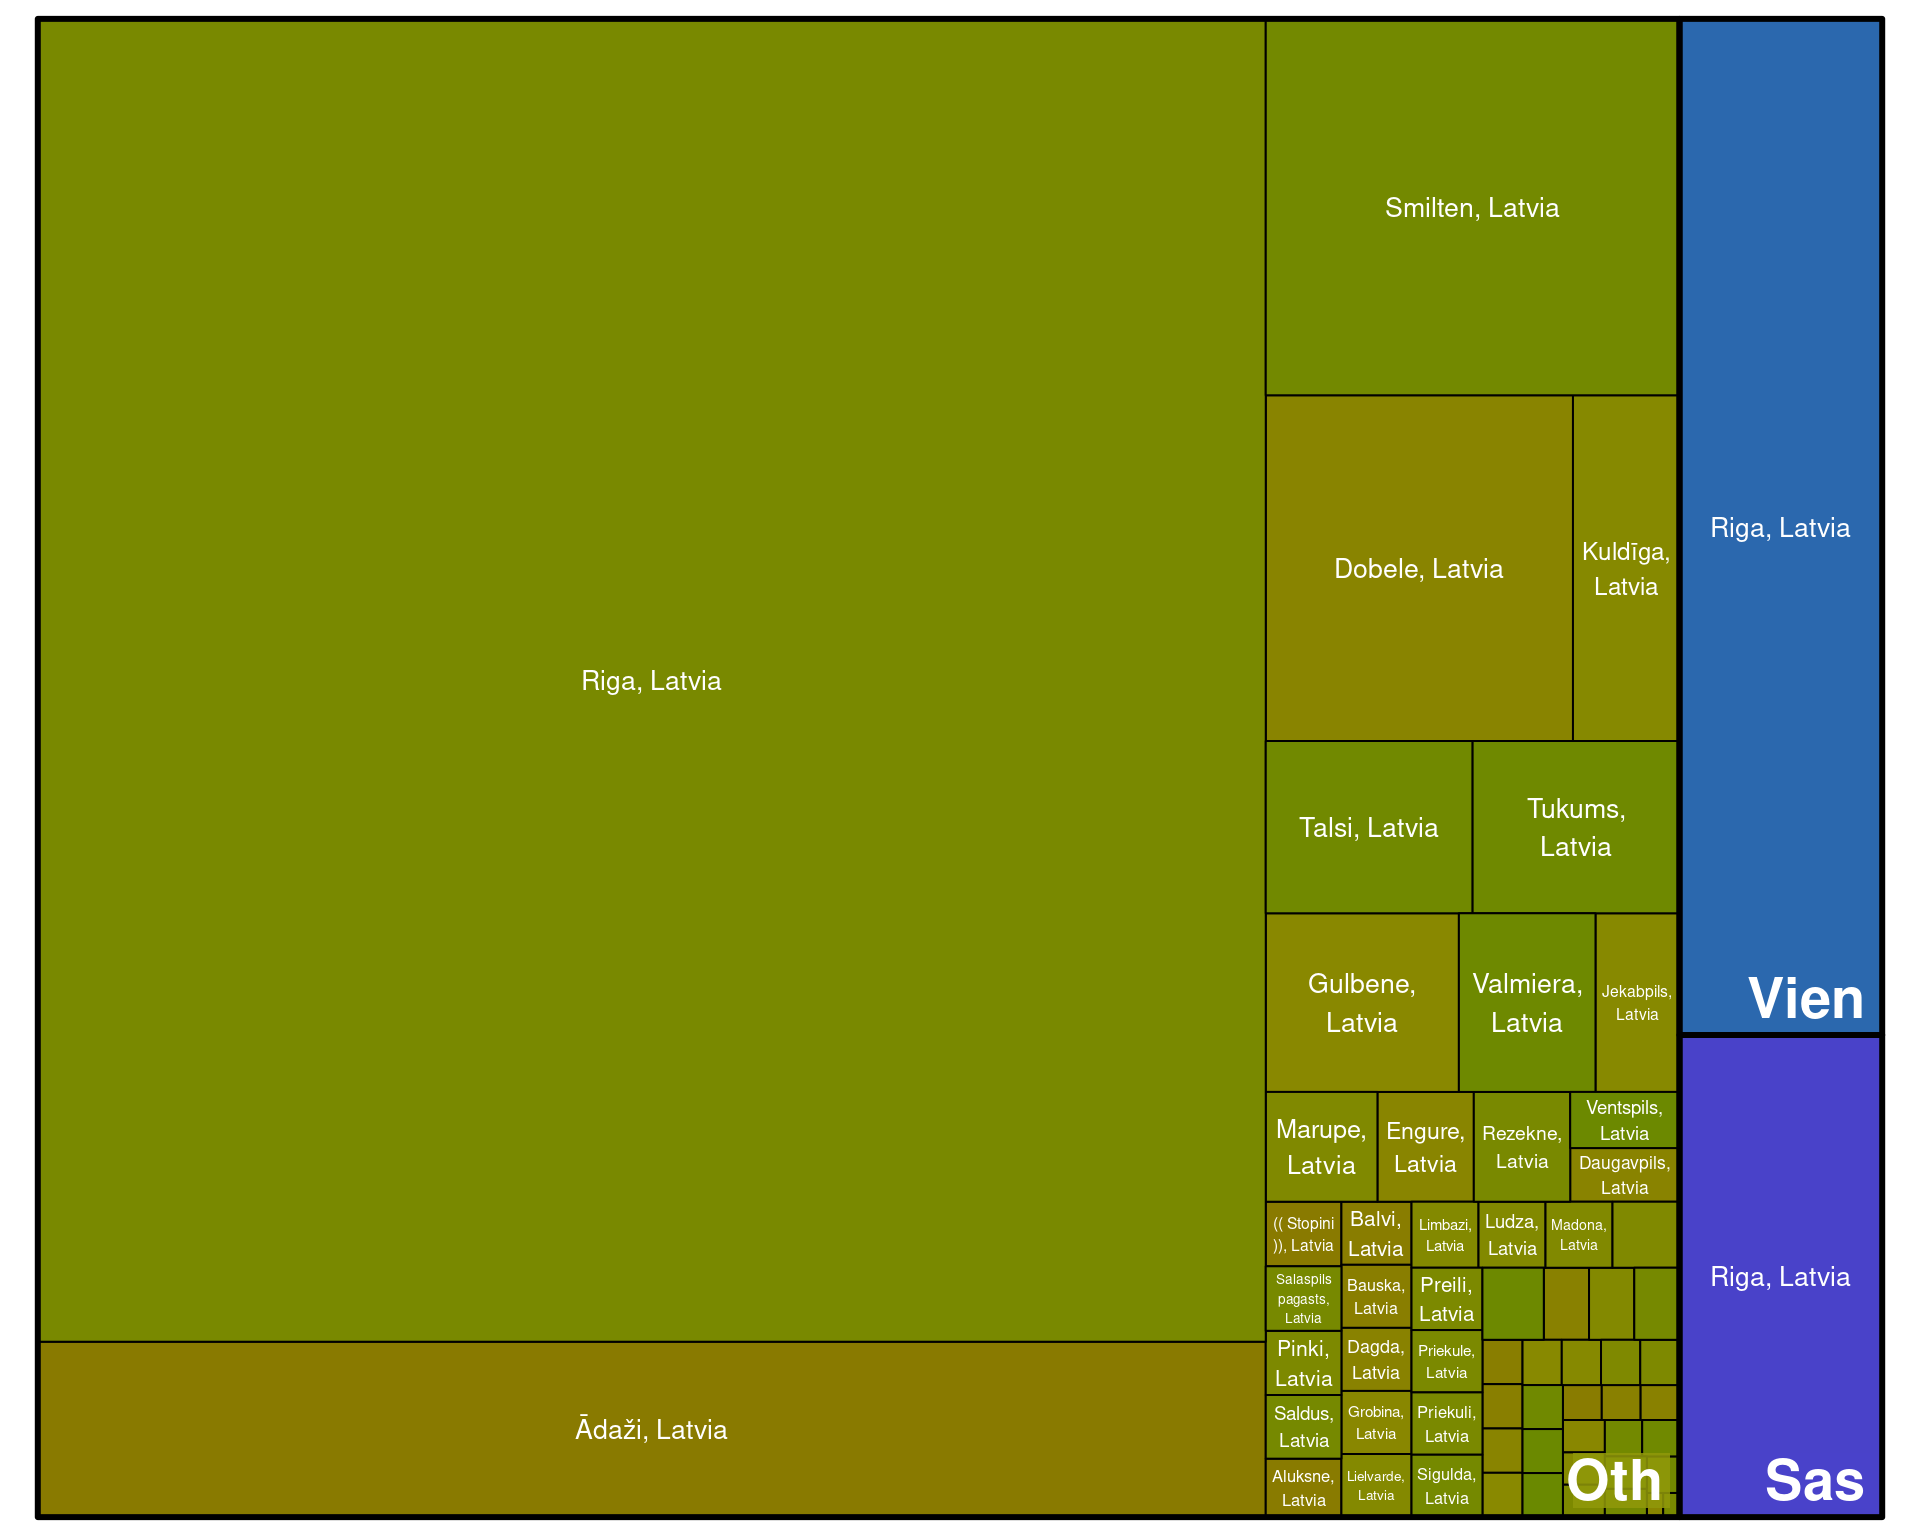 Riga, Latvia
Ādaži, Latvia
Smilten, Latvia
Dobele, Latvia
Kuldīga,
Latvia
Talsi, Latvia
Tukums,
Latvia
Gulbene,
Latvia
Valmiera,
Latvia
Jekabpils,
Latvia
Marupe,
Latvia
Engure,
Latvia
Rezekne,
Latvia
Ventspils,
Latvia
Daugavpils,
Latvia
(( Stopini
)), Latvia
Salaspils
pagasts,
Latvia
Pinki,
Latvia
Saldus,
Latvia
Aluksne,
Latvia
Balvi,
Latvia
Bauska,
Latvia
Dagda,
Latvia
Grobina,
Latvia
Lielvarde,
Latvia
Limbazi,
Latvia
Ludza,
Latvia
Madona,
Latvia
Preili,
Latvia
Priekule,
Latvia
Priekuli,
Latvia
Sigulda,
Latvia
Oth
Riga, Latvia
Vien
Riga, Latvia
Sas